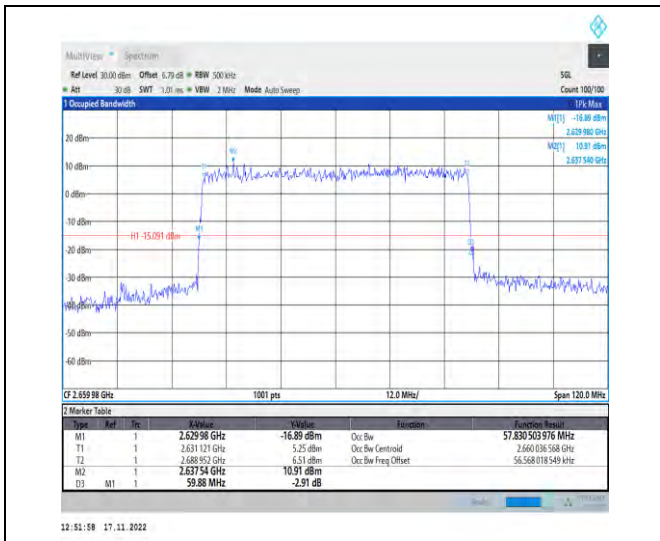 MultiView Spectrum
Ref Level 30.00 dBm Offset 6.79 dB RBW 500 kHz SGL
Att 30 dB SWT 1.01 ms VBW 2 MHz Mode Auto Sweep Count 100/100
1 Occupied Bandwidth 1Pk Max
M1[1] -16.89 dBm
2.629 980 GHz
M2[1] 10.91 dBm
2.637 540 GHz
20 dBm
10 dBm
0 dBm
-10 dBm
M1
H1 -15.091 dBm
-20 dBm
-30 dBm
-40 dBm
-50 dBm
-60 dBm
CF 2.659 98 GHz 1001 pts 12.0 MHz/ Span 120.0 MHz
2 Marker Table
Type Ref Trc X-Value Y-Value Function Function Result
M1 1 2.629 98 GHz -16.89 dBm Occ Bw 57.830 503 976 MHz
T1 1 2.631 121 GHz 5.25 dBm Occ Bw Centroid 2.660 036 568 GHz
T2 1 2.688 952 GHz 6.51 dBm Occ Bw Freq Offset 56.568 018 549 kHz
M2 1 2.637 54 GHz 10.91 dBm
D3 M1 1 59.88 MHz -2.91 dB
12:51:58 17.11.2022